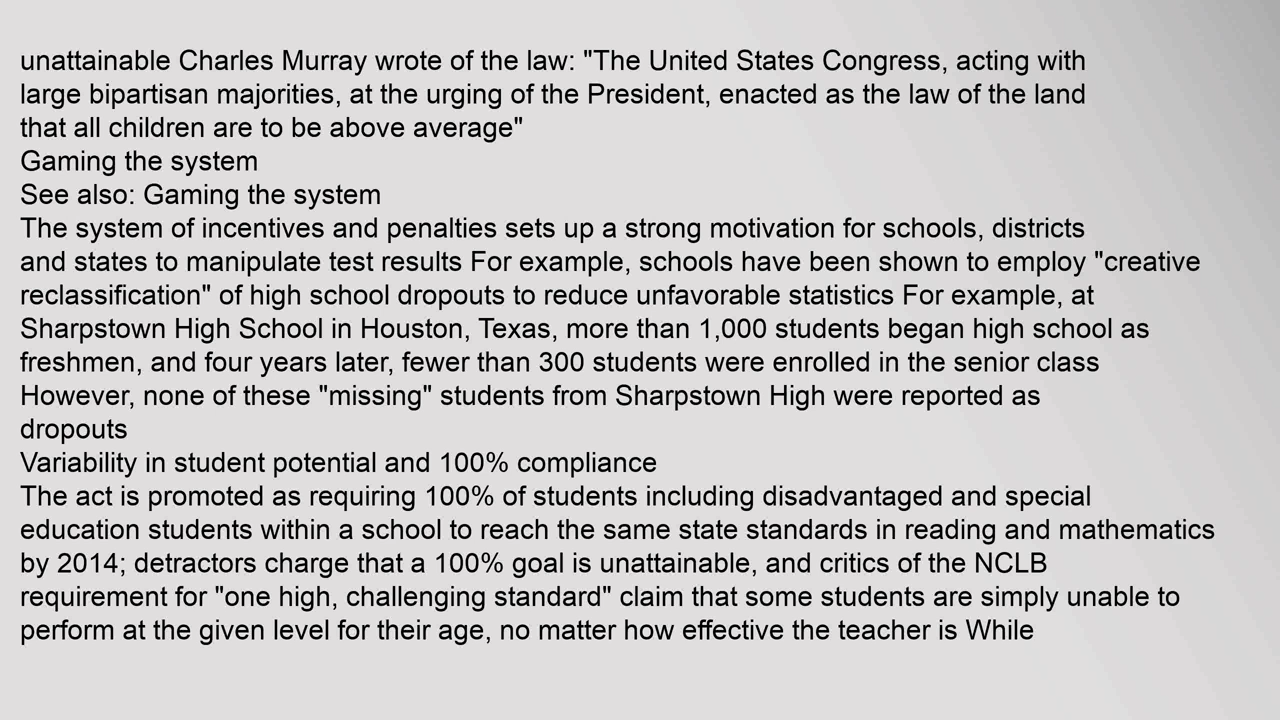 unattainable Charles Murray wrote of the law: "The United States Congress, acting with
large bipartisan majorities, at the urging of the President, enacted as the law of the land
that all children are to be above average"
Gaming the system
See also: Gaming the system
The system of incentives and penalties sets up a strong motivation for schools, districts
and states to manipulate test results For example, schools have been shown to employ "creative
reclassification" of high school dropouts to reduce unfavorable statistics For example, at
Sharpstown High School in Houston, Texas, more than 1,000 students began high school as
freshmen, and four years later, fewer than 300 students were enrolled in the senior class
However, none of these "missing" students from Sharpstown High were reported as
dropouts
Variability in student potential and 100% compliance
The act is promoted as requiring 100% of students including disadvantaged and special
education students within a school to reach the same state standards in reading and mathematics
by 2014; detractors charge that a 100% goal is unattainable, and critics of the NCLB
requirement for "one high, challenging standard" claim that some students are simply unable to
perform at the given level for their age, no matter how effective the teacher is While